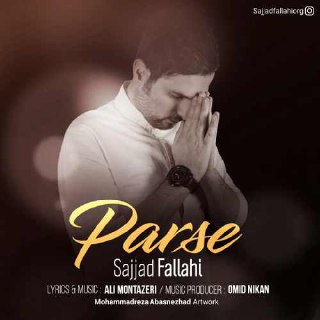 Sajjadfallahiorg
Parse
Sajjad Fallahi
LYRICS & MUSIC : ALI MONTAZERI / MUSIC PRODUCER : OMID NIKAN
Mohammadreza Abasnezhad Artwork